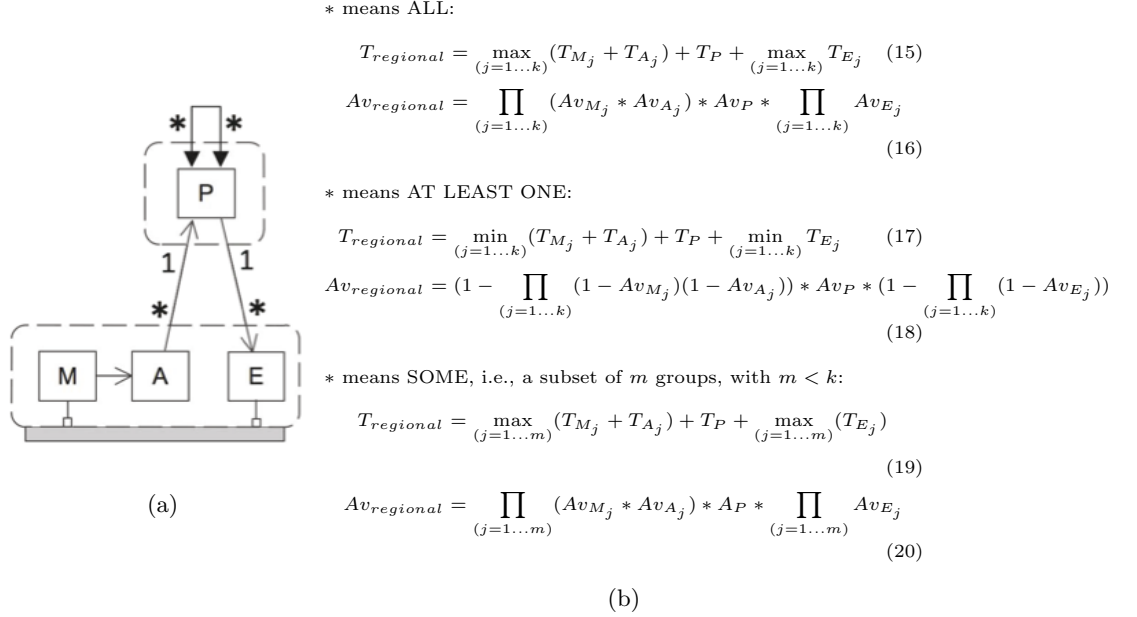 *
*
P
1
1
*
*
M
A
E
(a)
∗ means ALL:
T_{regional} = max_{(j=1...k)} (T_{M_j} + T_{A_j}) + T_P + max_{(j=1...k)} T_{E_j} (15)
Av_{regional} = ∏_{(j=1...k)} (Av_{M_j} ∗ Av_{A_j}) ∗ Av_P ∗ ∏_{(j=1...k)} Av_{E_j}
(16)
∗ means AT LEAST ONE:
T_{regional} = min_{(j=1...k)} (T_{M_j} + T_{A_j}) + T_P + min_{(j=1...k)} T_{E_j} (17)
Av_{regional} = (1 − ∏_{(j=1...k)} (1 − Av_{M_j})(1 − Av_{A_j})) ∗ Av_P ∗ (1 − ∏_{(j=1...k)} (1 − Av_{E_j}))
(18)
∗ means SOME, i.e., a subset of m groups, with m < k:
T_{regional} = max_{(j=1...m)} (T_{M_j} + T_{A_j}) + T_P + max_{(j=1...m)} (T_{E_j})
(19)
Av_{regional} = ∏_{(j=1...m)} (Av_{M_j} ∗ Av_{A_j}) ∗ A_P ∗ ∏_{(j=1...m)} Av_{E_j}
(20)
(b)